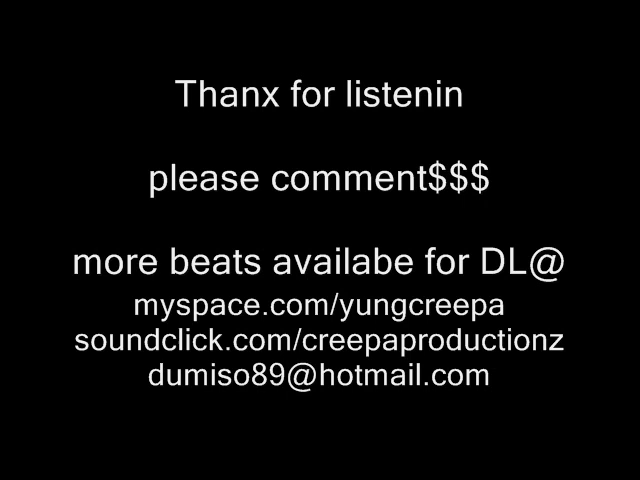 Thanx for listenin
please comment$$$
more beats availabe for DL@
myspace.com/yungcreepa
soundclick.com/creepaproductionz
dumiso89@hotmail.com